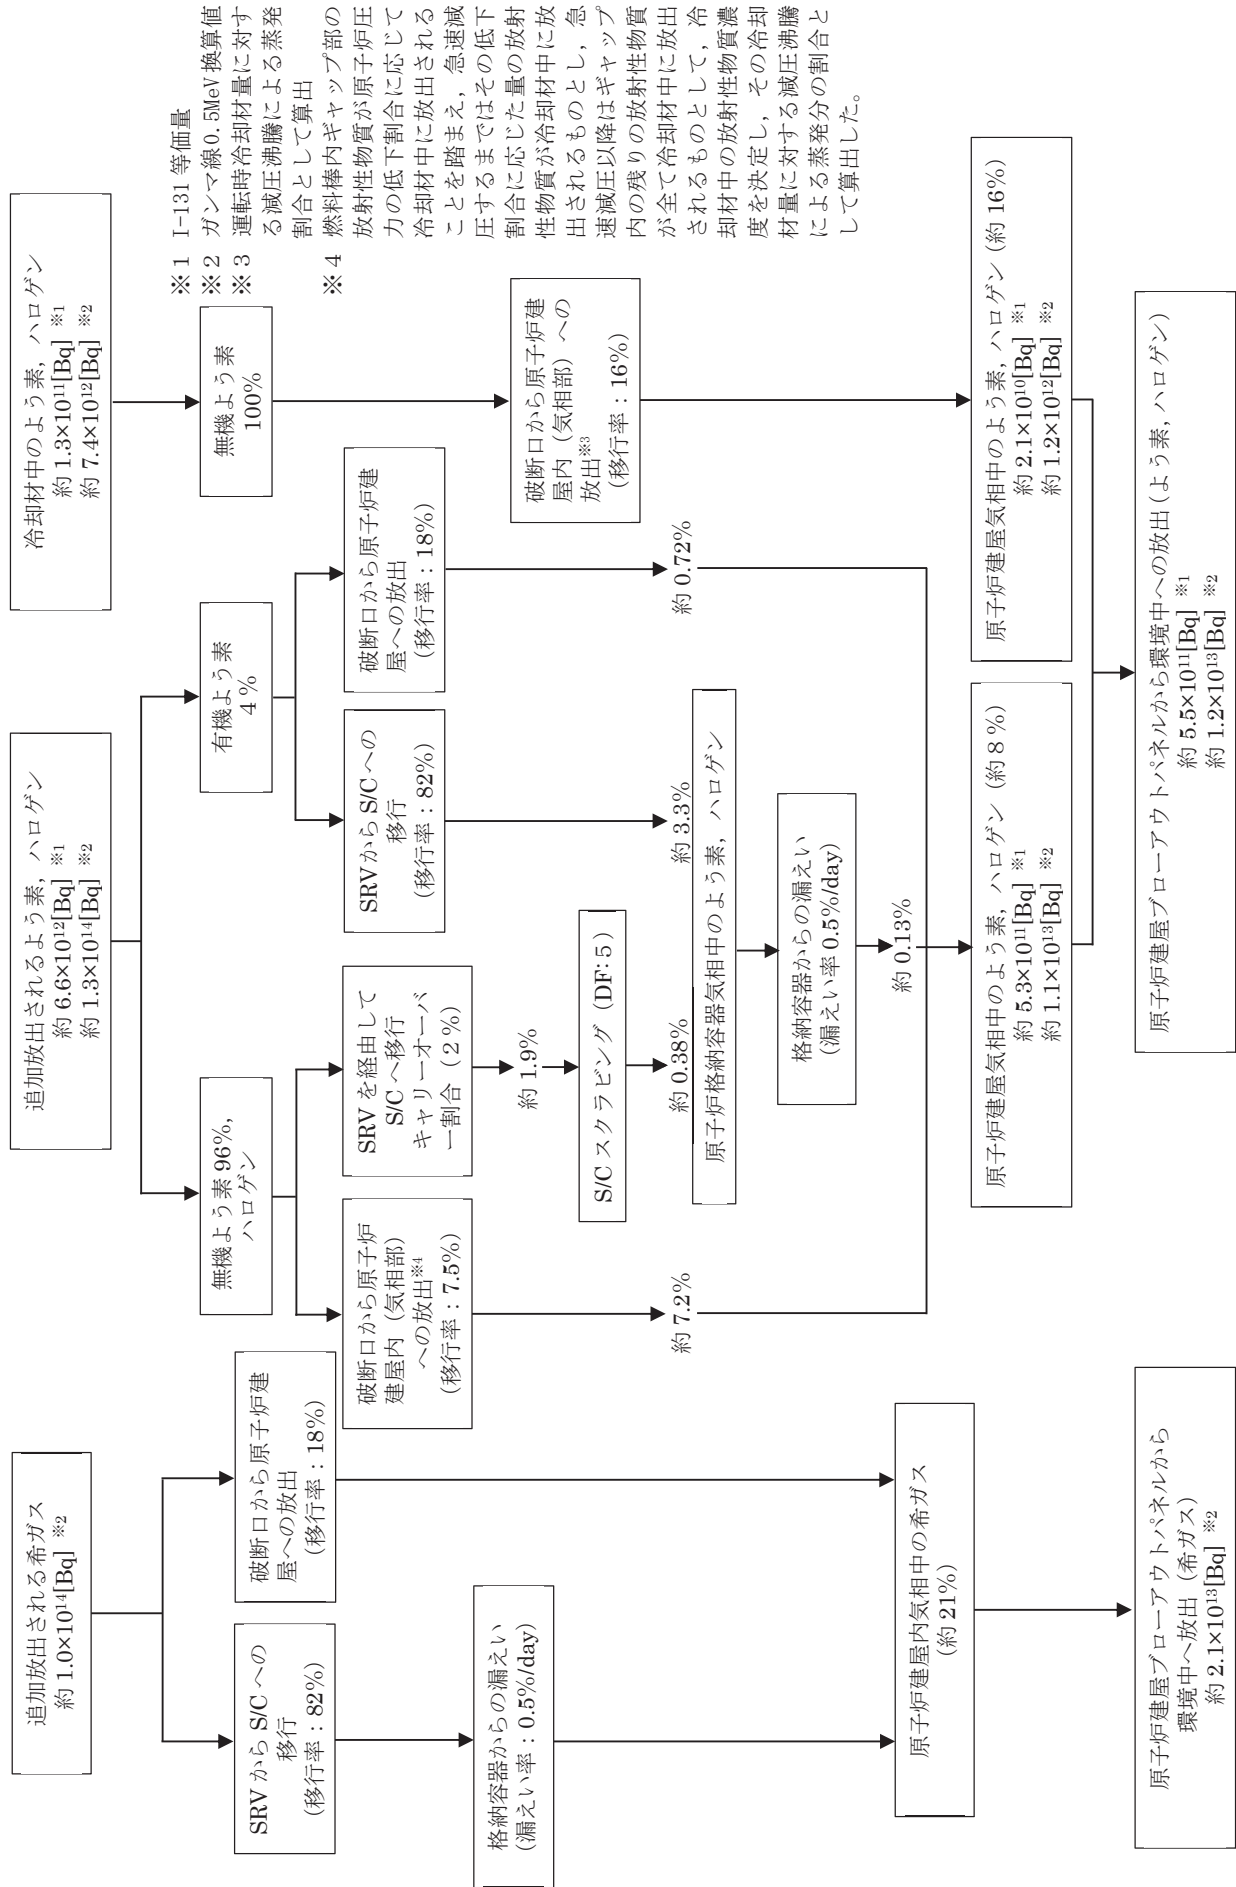 追加放出される希ガス
約 1.0×10¹⁴[Bq] ※2
SRV から S/C への
移行
(移行率：82%)
破断口から原子炉建
屋への放出
(移行率：18%)
格納容器からの漏えい
(漏えい率：0.5%/day)
原子炉建屋内気相中の希ガス
(約 21%)
原子炉建屋ブローアウトパネルから
環境中へ放出（希ガス）
約 2.1×10¹³[Bq] ※2
追加放出されるよう素，ハロゲン
約 6.6×10¹²[Bq] ※1
約 1.3×10¹⁴[Bq] ※2
無機よう素 96%，
ハロゲン
有機よう素
4 %
破断口から原子炉
建屋内（気相部）
への放出※4
(移行率：7.5%)
SRV を経由して
S/C へ移行
キャリーオーバ
ー割合（2 %）
SRV から S/C への
移行
(移行率：82%)
破断口から原子炉建
屋への放出
(移行率：18%)
約 1.9%
S/C スクラビング（DF：5）
約 7.2%
約 0.38%
約 3.3%
約 0.72%
原子炉格納容器気相中のよう素，ハロゲン
格納容器からの漏えい
(漏えい率 0.5%/day)
約 0.13%
原子炉建屋気相中のよう素，ハロゲン（約 8 %）
約 5.3×10¹¹[Bq] ※1
約 1.1×10¹³[Bq] ※2
冷却材中のよう素，ハロゲン
約 1.3×10¹¹[Bq] ※1
約 7.4×10¹²[Bq] ※2
無機よう素
100%
破断口から原子炉建
屋内（気相部）への
放出※3
(移行率：16%)
原子炉建屋気相中のよう素，ハロゲン（約 16%）
約 2.1×10¹⁰[Bq] ※1
約 1.2×10¹²[Bq] ※2
原子炉建屋ブローアウトパネルから環境中への放出（よう素，ハロゲン）
約 5.5×10¹¹[Bq] ※1
約 1.2×10¹³[Bq] ※2
※1 I-131 等価量
※2 ガンマ線0.5MeV 換算値
※3 運転時冷却材量に対す
る減圧沸騰による蒸発
割合として算出
※4 燃料棒内ギャップ部の
放射性物質が原子炉圧
力の低下割合に応じて
冷却材中に放出される
ことを踏まえ，急速減
圧するまではその低下
割合に応じた量の放射
性物質が冷却材中に放
出されるものとし，急
速減圧以降はギャップ
内の残りの放射性物質
が全て冷却材中に放出
されるものとして，冷
却材中の放射性物質濃
度を決定し，その冷却
材量に対する減圧沸騰
による蒸発分の割合と
して算出した。